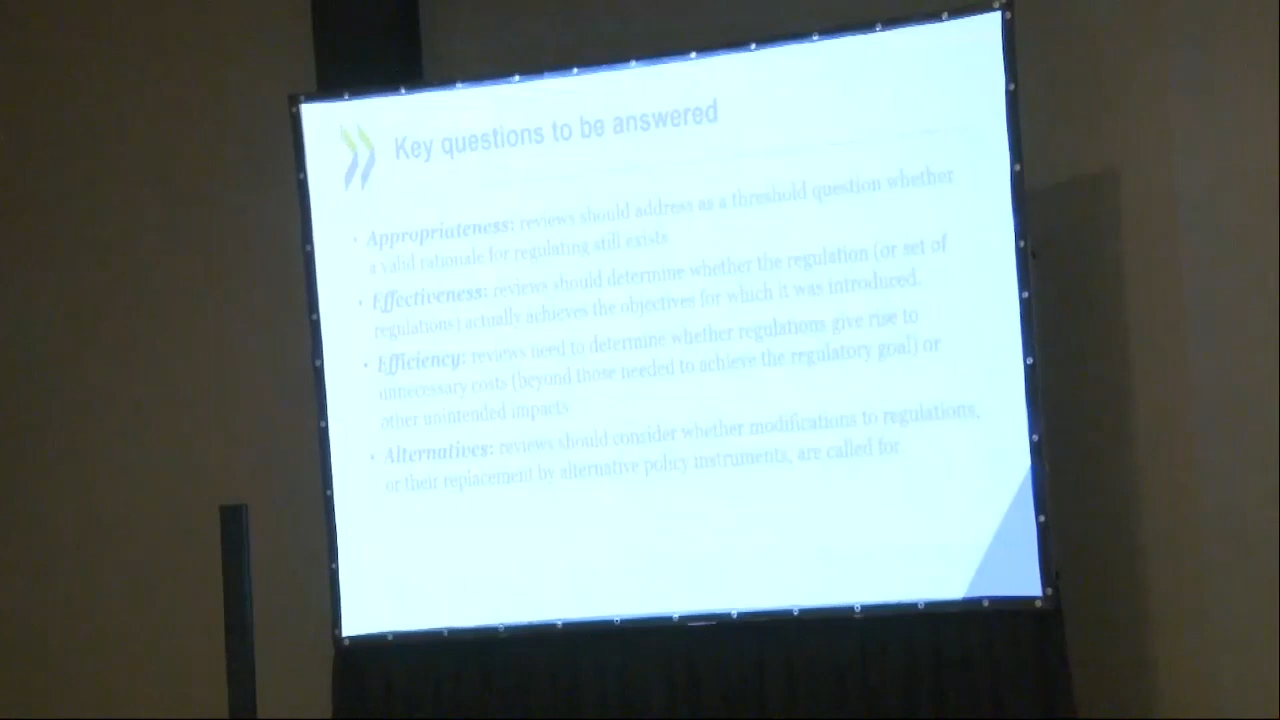 Key questions to be answered
• Appropriateness: reviews should address as a threshold question whether
a valid rationale for regulating still exists
• Effectiveness: reviews should determine whether the regulation (or set of
regulations) actually achieves the objectives for which it was introduced.
• Efficiency: reviews need to determine whether regulations give rise to
unnecessary costs (beyond those needed to achieve the regulatory goal) or
other unintended impacts
• Alternatives: reviews should consider whether modifications to regulations,
or their replacement by alternative policy instruments, are called for